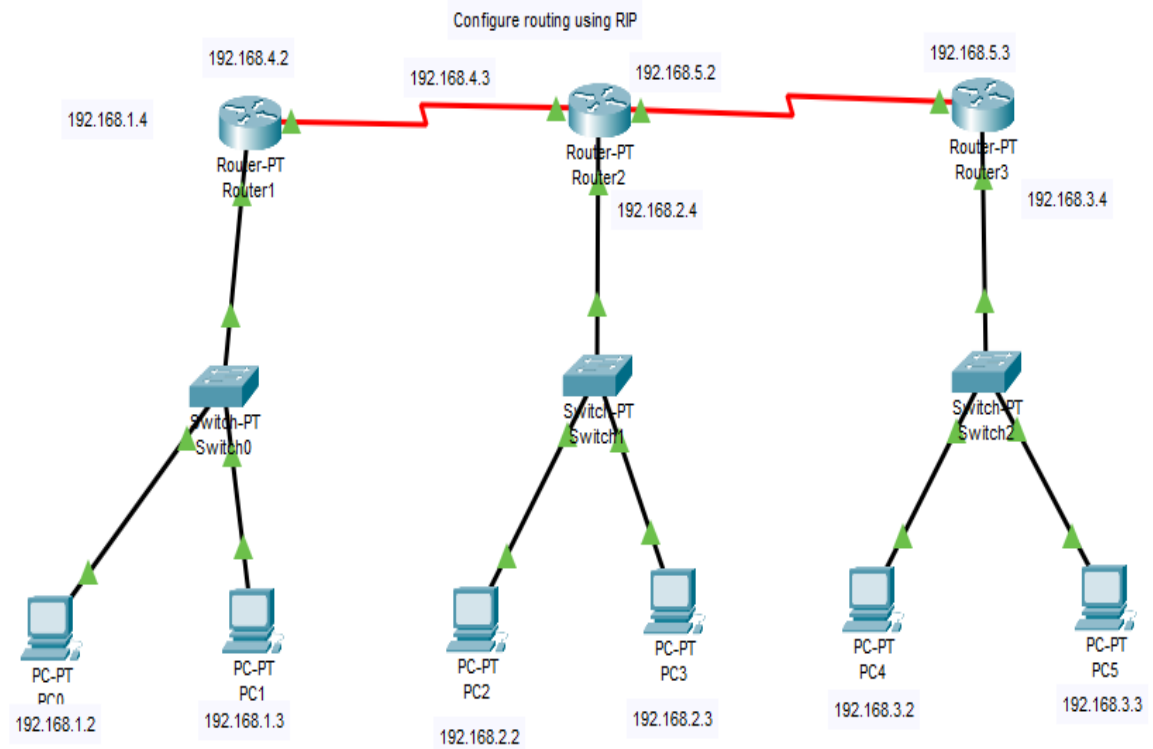 Configure routing using RIP
192.168.4.2
192.168.4.3
192.168.5.2
192.168.5.3
192.168.1.4
Router-PT
Router1
Router-PT
Router2
Router-PT
Router3
192.168.2.4
192.168.3.4
Switch-PT
Switch0
Switch-PT
Switch1
Switch-PT
Switch2
PC-PT
PC0
192.168.1.2
PC-PT
PC1
192.168.1.3
PC-PT
PC2
192.168.2.2
PC-PT
PC3
192.168.2.3
PC-PT
PC4
192.168.3.2
PC-PT
PC5
192.168.3.3